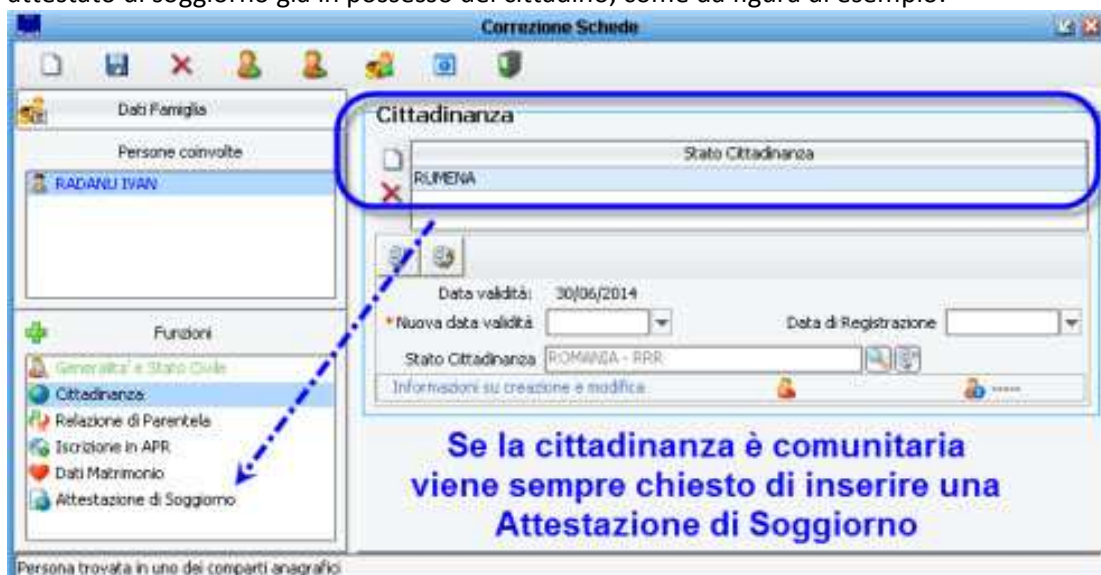 attestato di soggiorno già in possesso del cittadino, come da figura di esempio:
Correzione Schede
Dati Famiglia
Persone coinvolte
RADANU IVAN
Cittadinanza
Stato Cittadinanza
RUMENA
Data validità: 30/06/2014
*Nuova data validità
Data di Registrazione
Stato Cittadinanza ROMANIA - RRR
Informazioni su creazione e modifica
-----
Funzioni
Generalita' e Stato Civile
Cittadinanza
Relazione di Parentela
Iscrizione in APR
Dati Matrimonio
Attestazione di Soggiorno
Se la cittadinanza è comunitaria
viene sempre chiesto di inserire una
Attestazione di Soggiorno
Persona trovata in uno dei comparti anagrafici